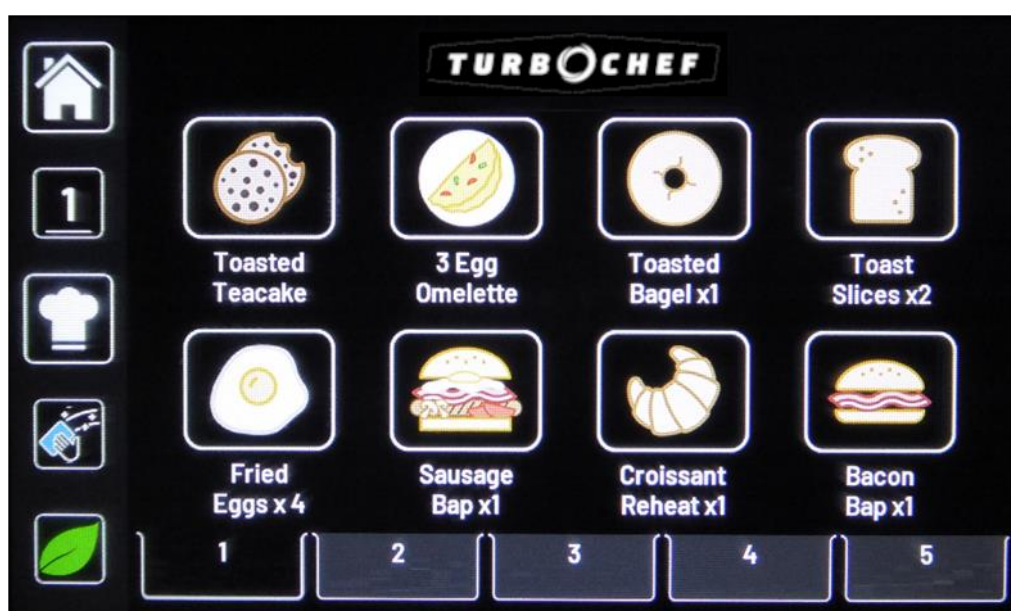 TURBOCHEF
1
Toasted
Teacake
3 Egg
Omelette
Toasted
Bagel x1
Toast
Slices x2
Fried
Eggs x 4
Sausage
Bap x1
Croissant
Reheat x1
Bacon
Bap x1
1
2
3
4
5